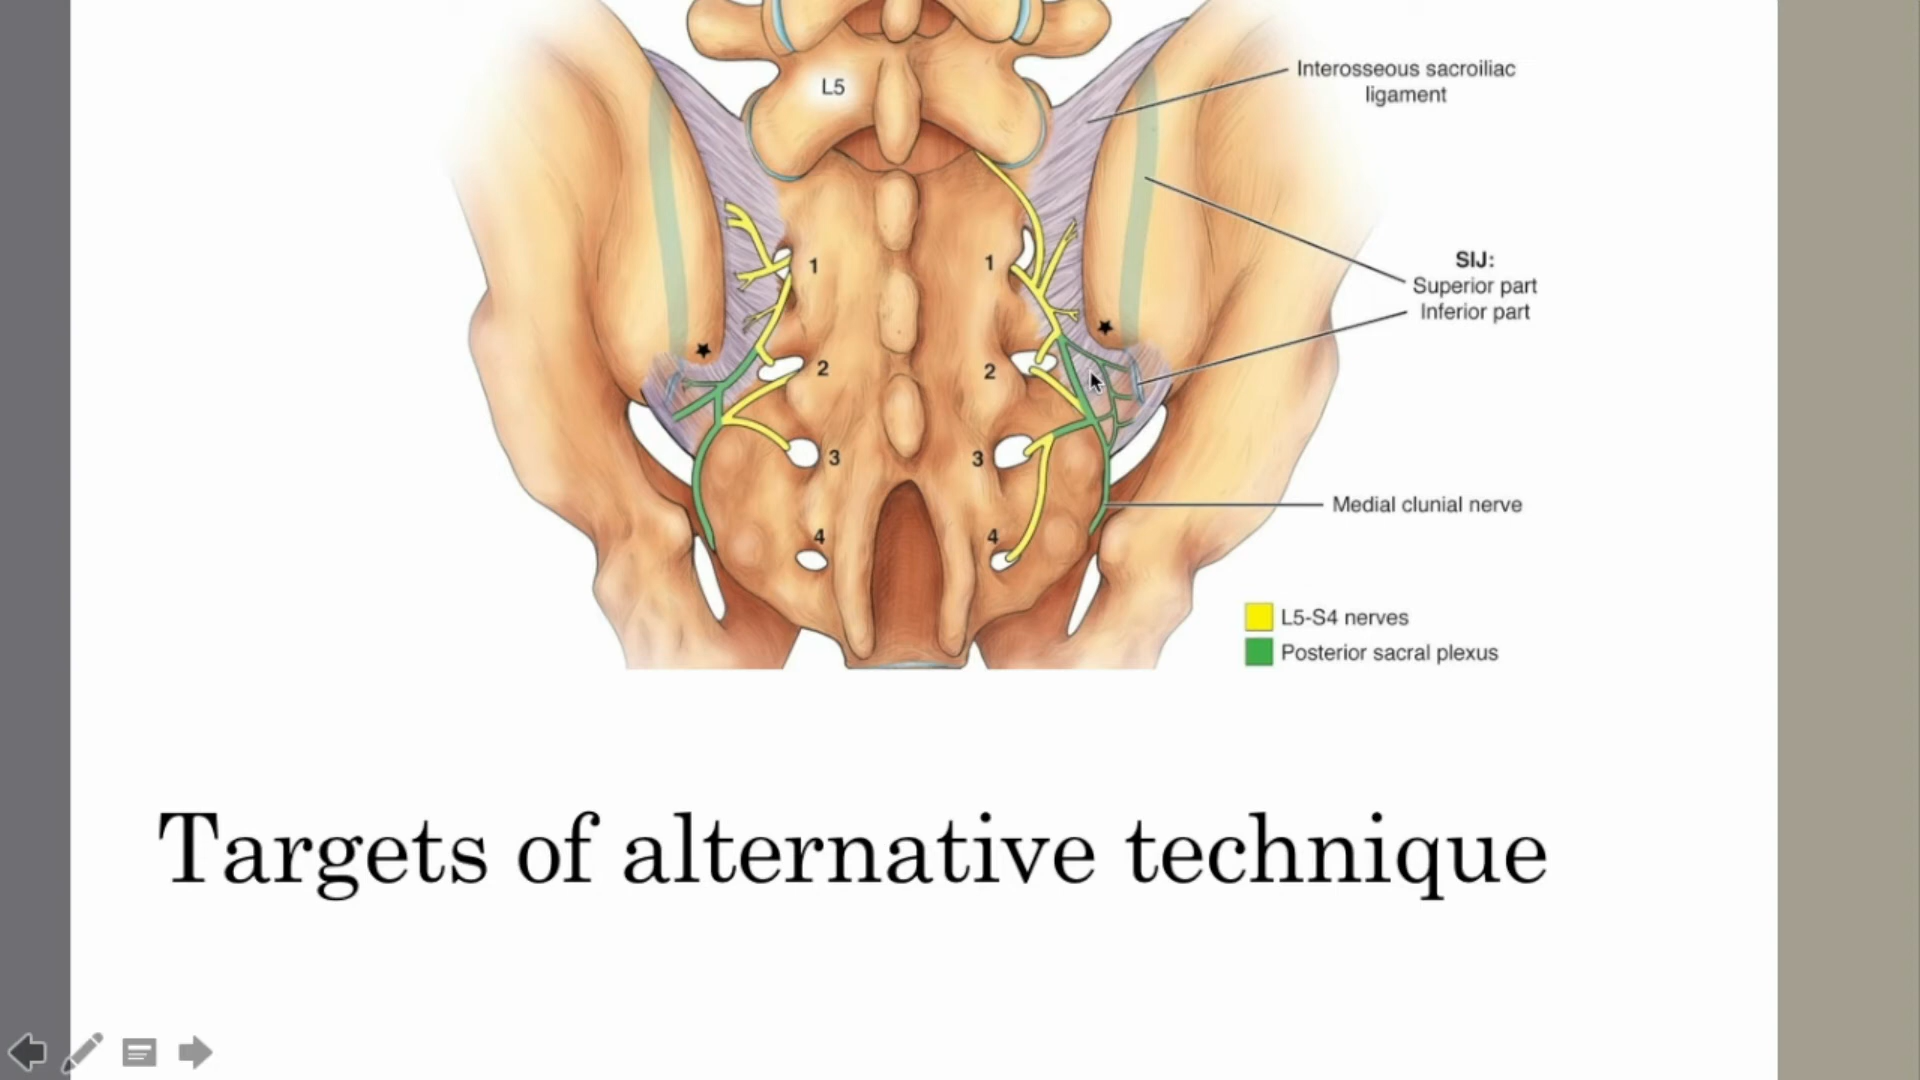 L5
Interosseous sacroiliac
ligament
SIJ:
Superior part
Inferior part
1
1
2
2
3
3
4
4
Medial clunial nerve
L5-S4 nerves
Posterior sacral plexus
Targets of alternative technique